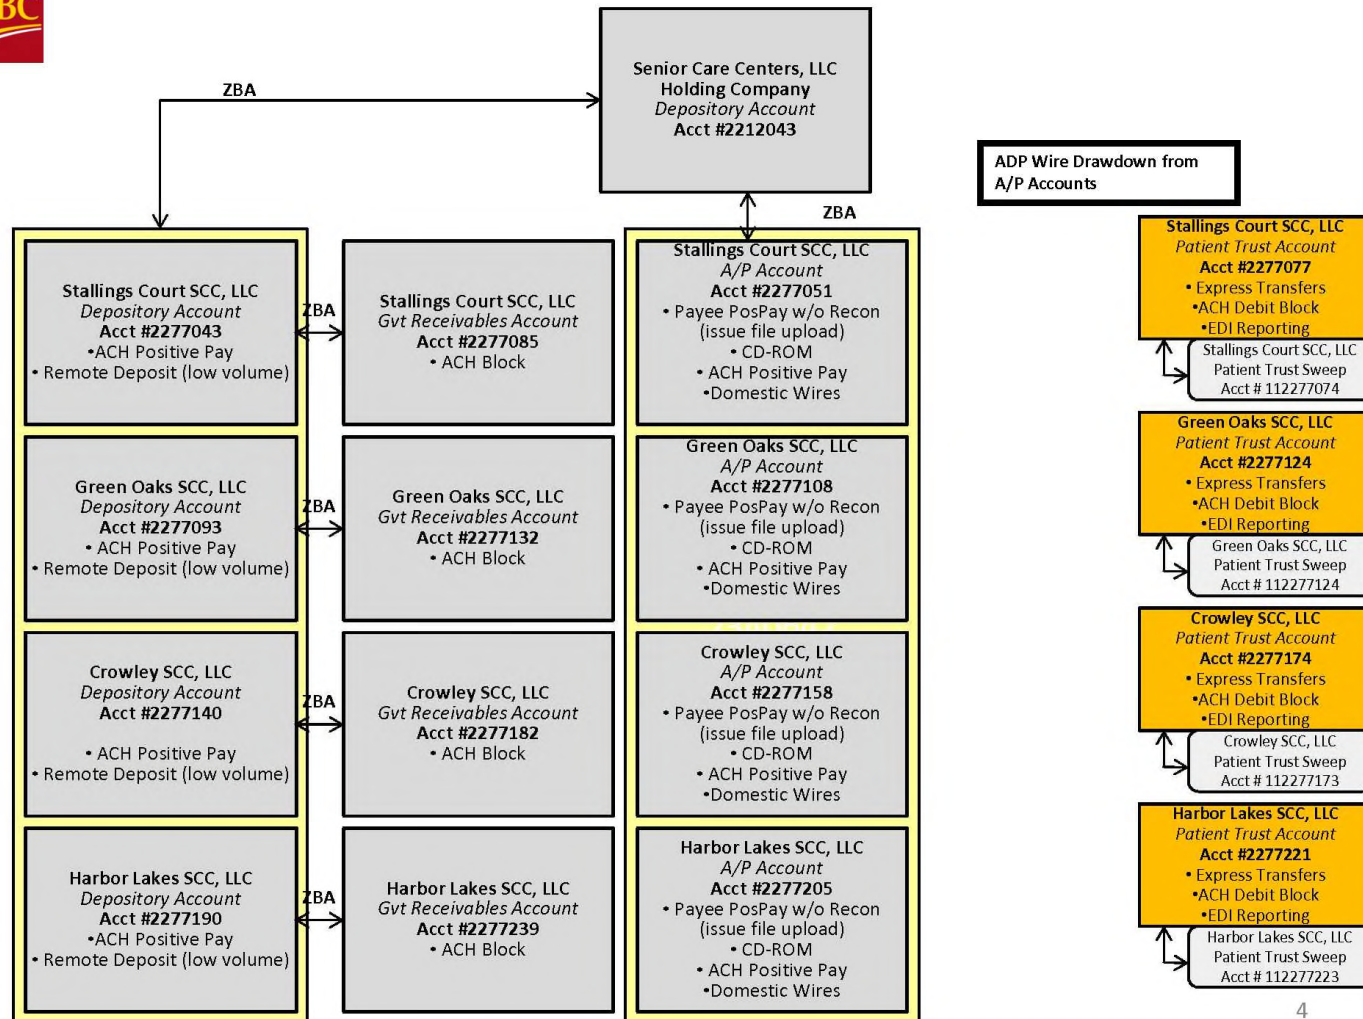 BC
ZBA
Senior Care Centers, LLC
Holding Company
Depository Account
Acct #2212043
ZBA
ADP Wire Drawdown from
A/P Accounts
Stallings Court SCC, LLC
Depository Account
Acct #2277043
•ACH Positive Pay
• Remote Deposit (low volume)
ZBA
Stallings Court SCC, LLC
Gvt Receivables Account
Acct #2277085
• ACH Block
Stallings Court SCC, LLC
A/P Account
Acct #2277051
• Payee PosPay w/o Recon
(issue file upload)
• CD-ROM
• ACH Positive Pay
•Domestic Wires
Stallings Court SCC, LLC
Patient Trust Account
Acct #2277077
• Express Transfers
•ACH Debit Block
•EDI Reporting
Stallings Court SCC, LLC
Patient Trust Sweep
Acct # 112277074
Green Oaks SCC, LLC
Depository Account
Acct #2277093
• ACH Positive Pay
• Remote Deposit (low volume)
ZBA
Green Oaks SCC, LLC
Gvt Receivables Account
Acct #2277132
• ACH Block
Green Oaks SCC, LLC
A/P Account
Acct #2277108
• Payee PosPay w/o Recon
(issue file upload)
• CD-ROM
• ACH Positive Pay
•Domestic Wires
Green Oaks SCC, LLC
Patient Trust Account
Acct #2277124
• Express Transfers
•ACH Debit Block
•EDI Reporting
Green Oaks SCC, LLC
Patient Trust Sweep
Acct # 112277124
Crowley SCC, LLC
Depository Account
Acct #2277140
• ACH Positive Pay
• Remote Deposit (low volume)
ZBA
Crowley SCC, LLC
Gvt Receivables Account
Acct #2277182
• ACH Block
Crowley SCC, LLC
A/P Account
Acct #2277158
• Payee PosPay w/o Recon
(issue file upload)
• CD-ROM
• ACH Positive Pay
•Domestic Wires
Crowley SCC, LLC
Patient Trust Account
Acct #2277174
• Express Transfers
•ACH Debit Block
•EDI Reporting
Crowley SCC, LLC
Patient Trust Sweep
Acct # 112277173
Harbor Lakes SCC, LLC
Depository Account
Acct #2277190
•ACH Positive Pay
• Remote Deposit (low volume)
ZBA
Harbor Lakes SCC, LLC
Gvt Receivables Account
Acct #2277239
• ACH Block
Harbor Lakes SCC, LLC
A/P Account
Acct #2277205
• Payee PosPay w/o Recon
(issue file upload)
• CD-ROM
• ACH Positive Pay
•Domestic Wires
Harbor Lakes SCC, LLC
Patient Trust Account
Acct #2277221
• Express Transfers
•ACH Debit Block
•EDI Reporting
Harbor Lakes SCC, LLC
Patient Trust Sweep
Acct # 112277223
4